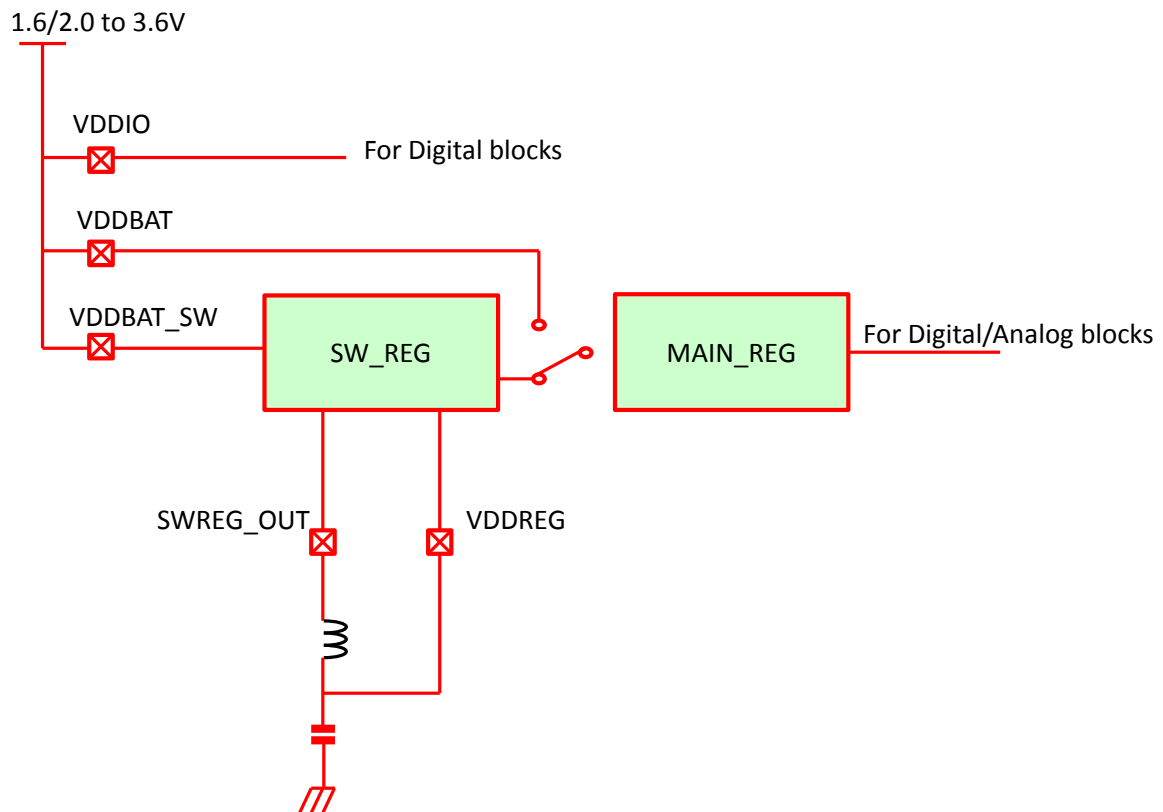 1.6/2.0 to 3.6V
VDDIO
For Digital blocks
VDDBAT
VDDBAT_SW
SW_REG
MAIN_REG
For Digital/Analog blocks
SWREG_OUT
VDDREG